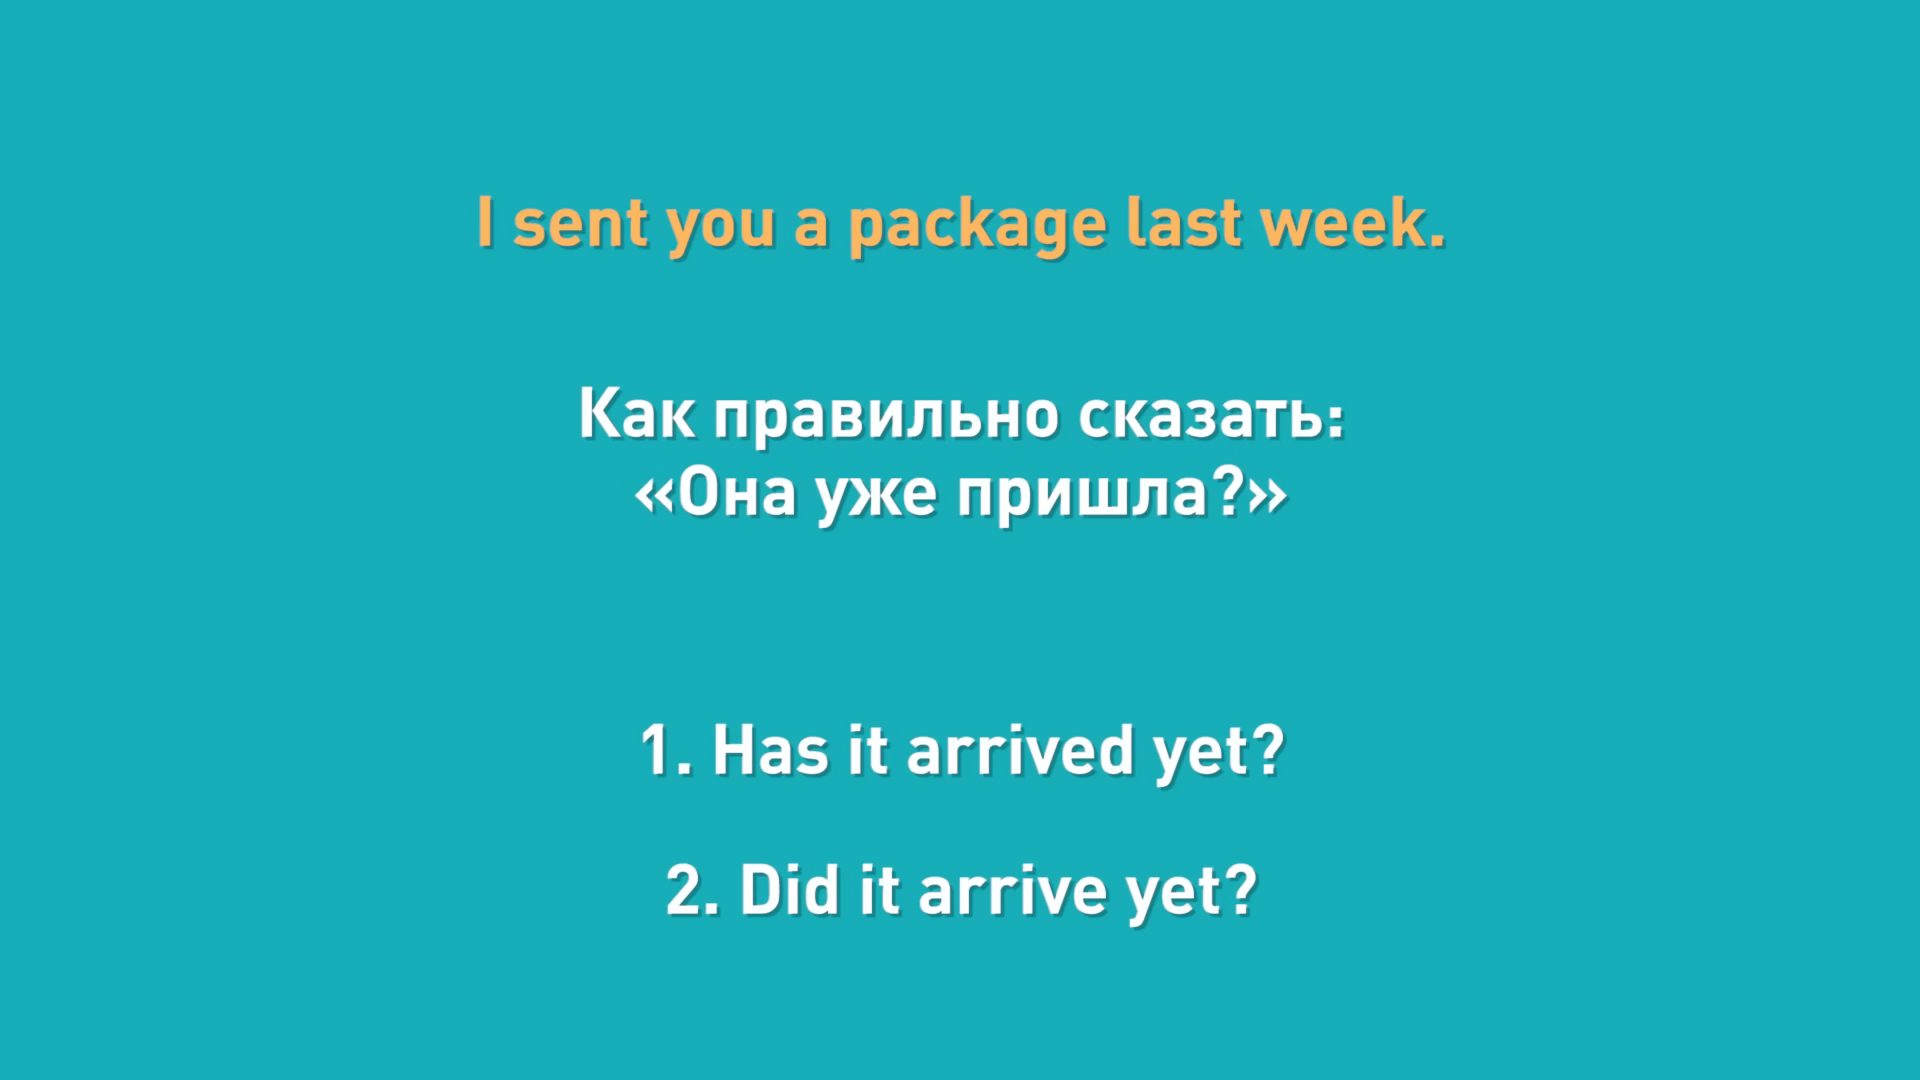 I sent you a package last week.
Как правильно сказать:
«Она уже пришла?»
1. Has it arrived yet?
2. Did it arrive yet?